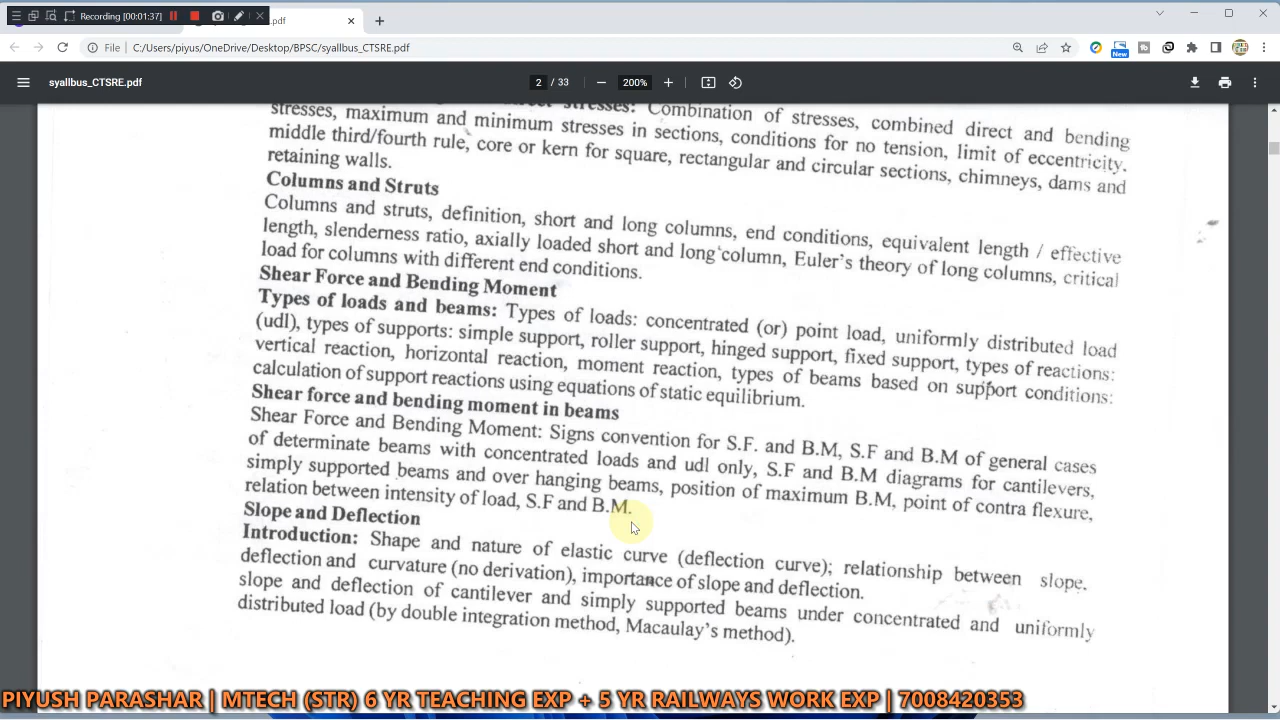 Recording [00:01:37]
.pdf
File
C:/Users/piyus/OneDrive/Desktop/BPSC/syallbus_CTSRE.pdf
New
syallbus_CTSRE.pdf
2 / 33
200%
stresses: Combination of stresses, combined direct and bending
stresses, maximum and minimum stresses in sections, conditions for no tension, limit of eccentricity.
middle third/fourth rule, core or kern for square, rectangular and circular sections, chimneys, dams and
retaining walls.
Columns and Struts
Columns and struts, definition, short and long columns, end conditions, equivalent length / effective
length, slenderness ratio, axially loaded short and long column, Euler's theory of long columns, critical
load for columns with different end conditions.
Shear Force and Bending Moment
Types of loads and beams: Types of loads: concentrated (or) point load, uniformly distributed load
(udl), types of supports: simple support, roller support, hinged support, fixed support, types of reactions:
vertical reaction, horizontal reaction, moment reaction, types of beams based on support conditions:
calculation of support reactions using equations of static equilibrium.
Shear force and bending moment in beams
Shear Force and Bending Moment: Signs convention for S.F. and B.M, S.F and B.M of general cases
of determinate beams with concentrated loads and udl only, S.F and B.M diagrams for cantilevers,
simply supported beams and over hanging beams, position of maximum B.M, point of contra flexure,
relation between intensity of load, S.F and B.M.
Slope and Deflection
Introduction: Shape and nature of elastic curve (deflection curve); relationship between slope.
deflection and curvature (no derivation), importance of slope and deflection.
slope and deflection of cantilever and simply supported beams under concentrated and uniformly
distributed load (by double integration method, Macaulay's method).
PIYUSH PARASHAR | MTECH (STR) 6 YR TEACHING EXP + 5 YR RAILWAYS WORK EXP | 7008420353